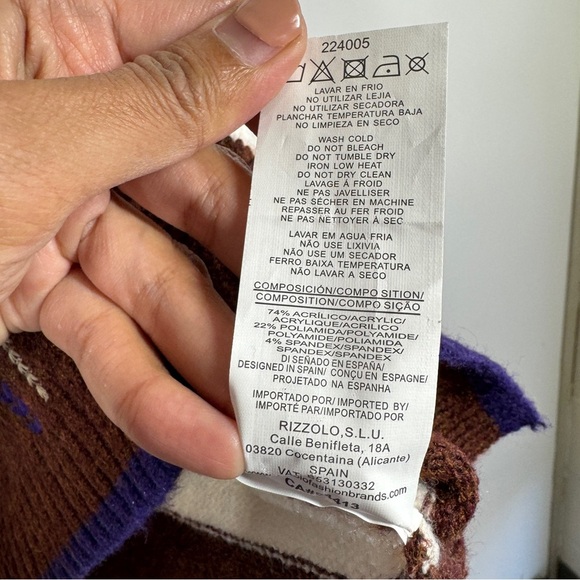 224005
LAVAR EN FRIO
NO UTILIZAR LEJIA
NO UTILIZAR SECADORA
PLANCHAR TEMPERATURA BAJA
NO LIMPIEZA EN SECO
WASH COLD
DO NOT BLEACH
DO NOT TUMBLE DRY
IRON LOW HEAT
DO NOT DRY CLEAN
LAVAGE À FROID
NE PAS JAVELLISER
NE PAS SÉCHER EN MACHINE
REPASSER AU FER FROID
NE PAS NETTOYER À SEC
LAVAR EM AGUA FRIA
NÃO USE LIXIVIA
NÃO USE UM SECADOR
FERRO BAIXA TEMPERATURA
NÃO LAVAR A SECO
COMPOSICIÓN/COMPO SITION/
COMPOSITION/COMPO SIÇÃO
74% ACRÍLICO/ACRYLIC/
ACRYLIQUE/ACRÍLICO
22% POLIAMIDA/POLYAMIDE/
POLYAMIDE/POLIAMIDA
4% SPANDEX/SPANDEX/
SPANDEX/SPANDEX
DI SEÑADO EN ESPAÑA/
DESIGNED IN SPAIN/ CONÇU EN ESPAGNE/
PROJETADO NA ESPANHA
IMPORTADO POR/ IMPORTED BY/
IMPORTÉ PAR/IMPORTADO POR
RIZZOLO,S.L.U.
Calle Benifleta, 18A
03820 Cocentaina (Alicante)
SPAIN
53130332
fashionbrands.com